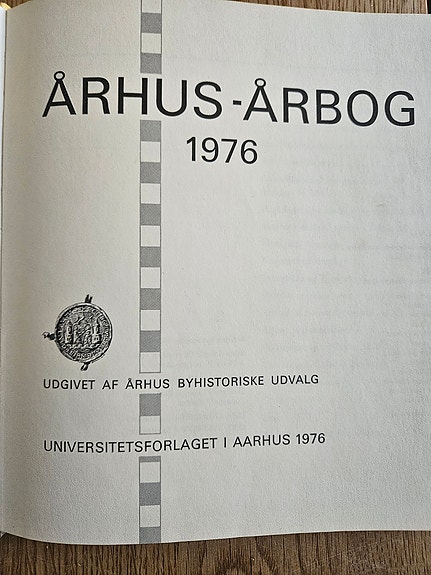 ÅRHUS-ÅRBOG
1976
UDGIVET AF ÅRHUS BYHISTORISKE UDVALG
UNIVERSITETSFORLAGET I AARHUS 1976